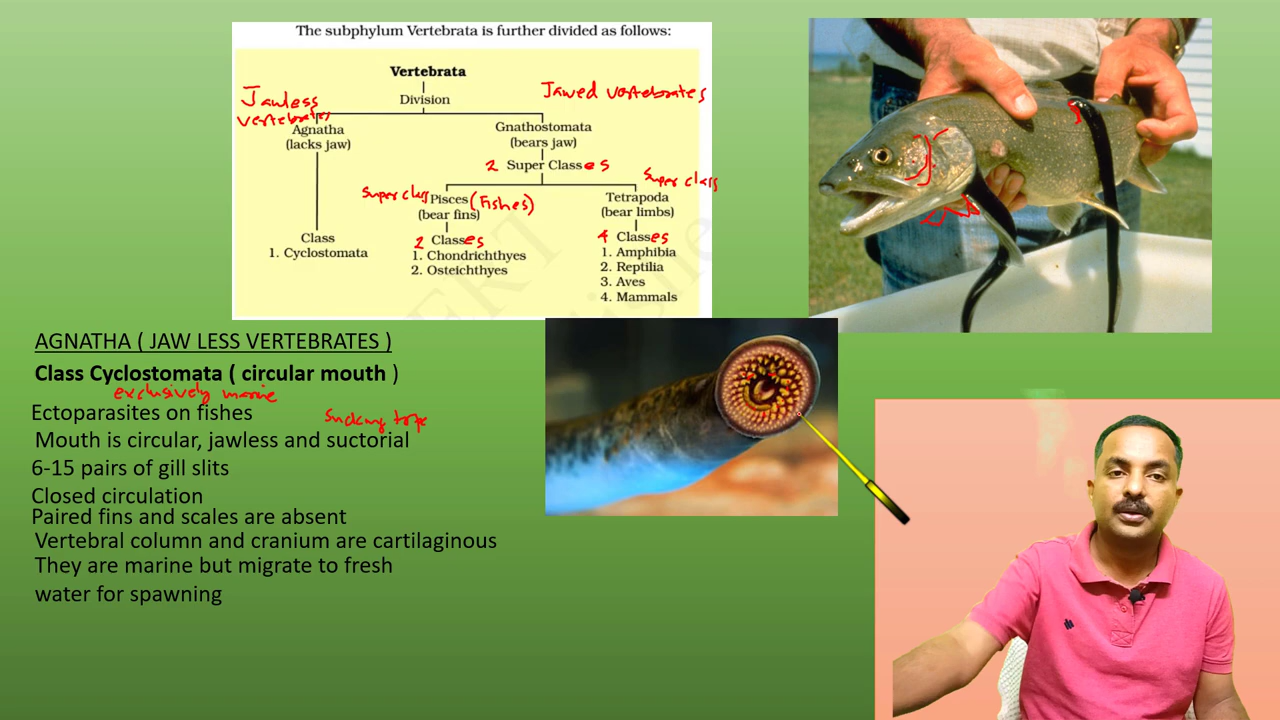 The subphylum Vertebrata is further divided as follows:
Vertebrata
Division
Jawless
vertebrates
Jawed vertebrates
Agnatha
(lacks jaw)
Gnathostomata
(bears jaw)
2 Super Classes
Super class
Super class
Pisces (Fishes)
(bear fins)
Tetrapoda
(bear limbs)
2 Classes
4 Classes
Class
1. Cyclostomata
1. Chondrichthyes
2. Osteichthyes
1. Amphibia
2. Reptilia
3. Aves
4. Mammals
AGNATHA ( JAW LESS VERTEBRATES )
Class Cyclostomata ( circular mouth )
exclusively marine
Ectoparasites on fishes
Sucking type
Mouth is circular, jawless and suctorial
6-15 pairs of gill slits
Closed circulation
Paired fins and scales are absent
Vertebral column and cranium are cartilaginous
They are marine but migrate to fresh
water for spawning